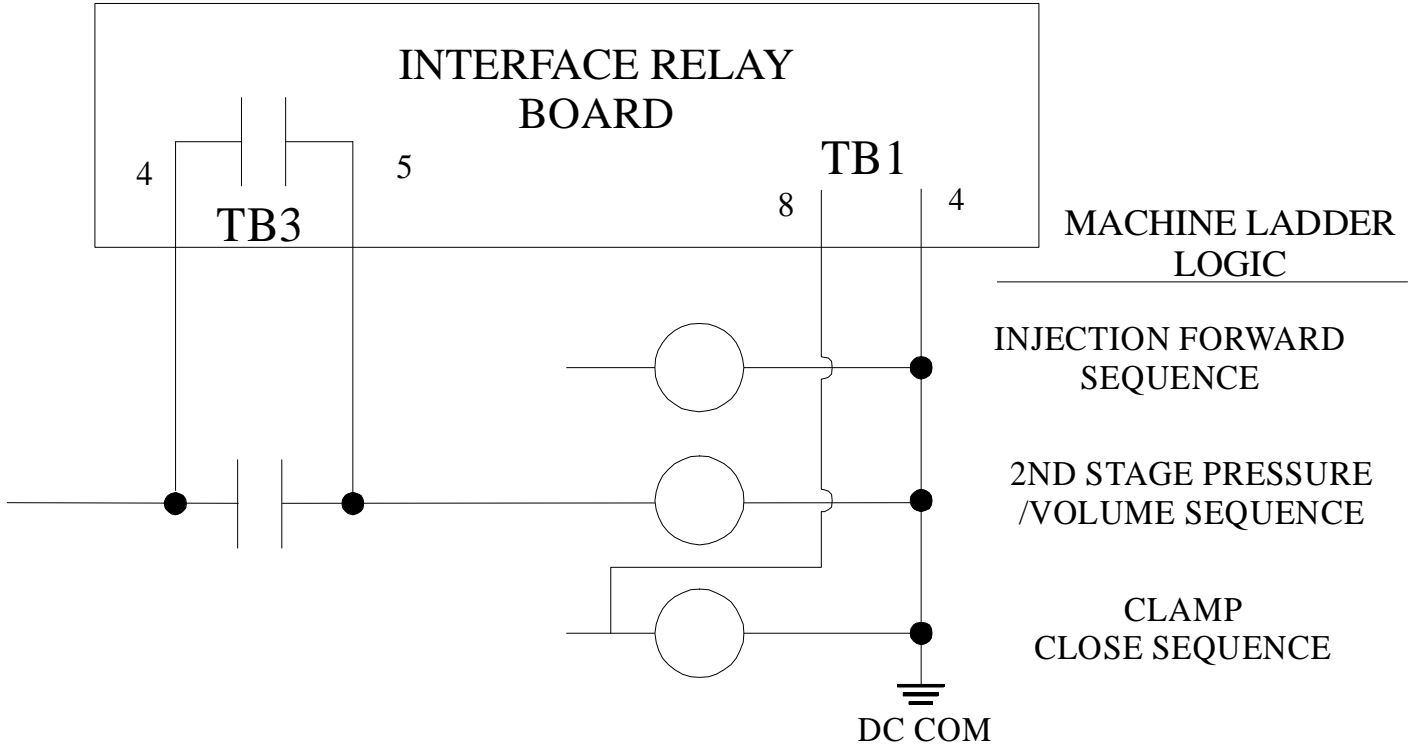 INTERFACE RELAY
BOARD
4
5
TB3
TB1
8
4
MACHINE LADDER
LOGIC
INJECTION FORWARD
SEQUENCE
2ND STAGE PRESSURE
/VOLUME SEQUENCE
CLAMP
CLOSE SEQUENCE
DC COM